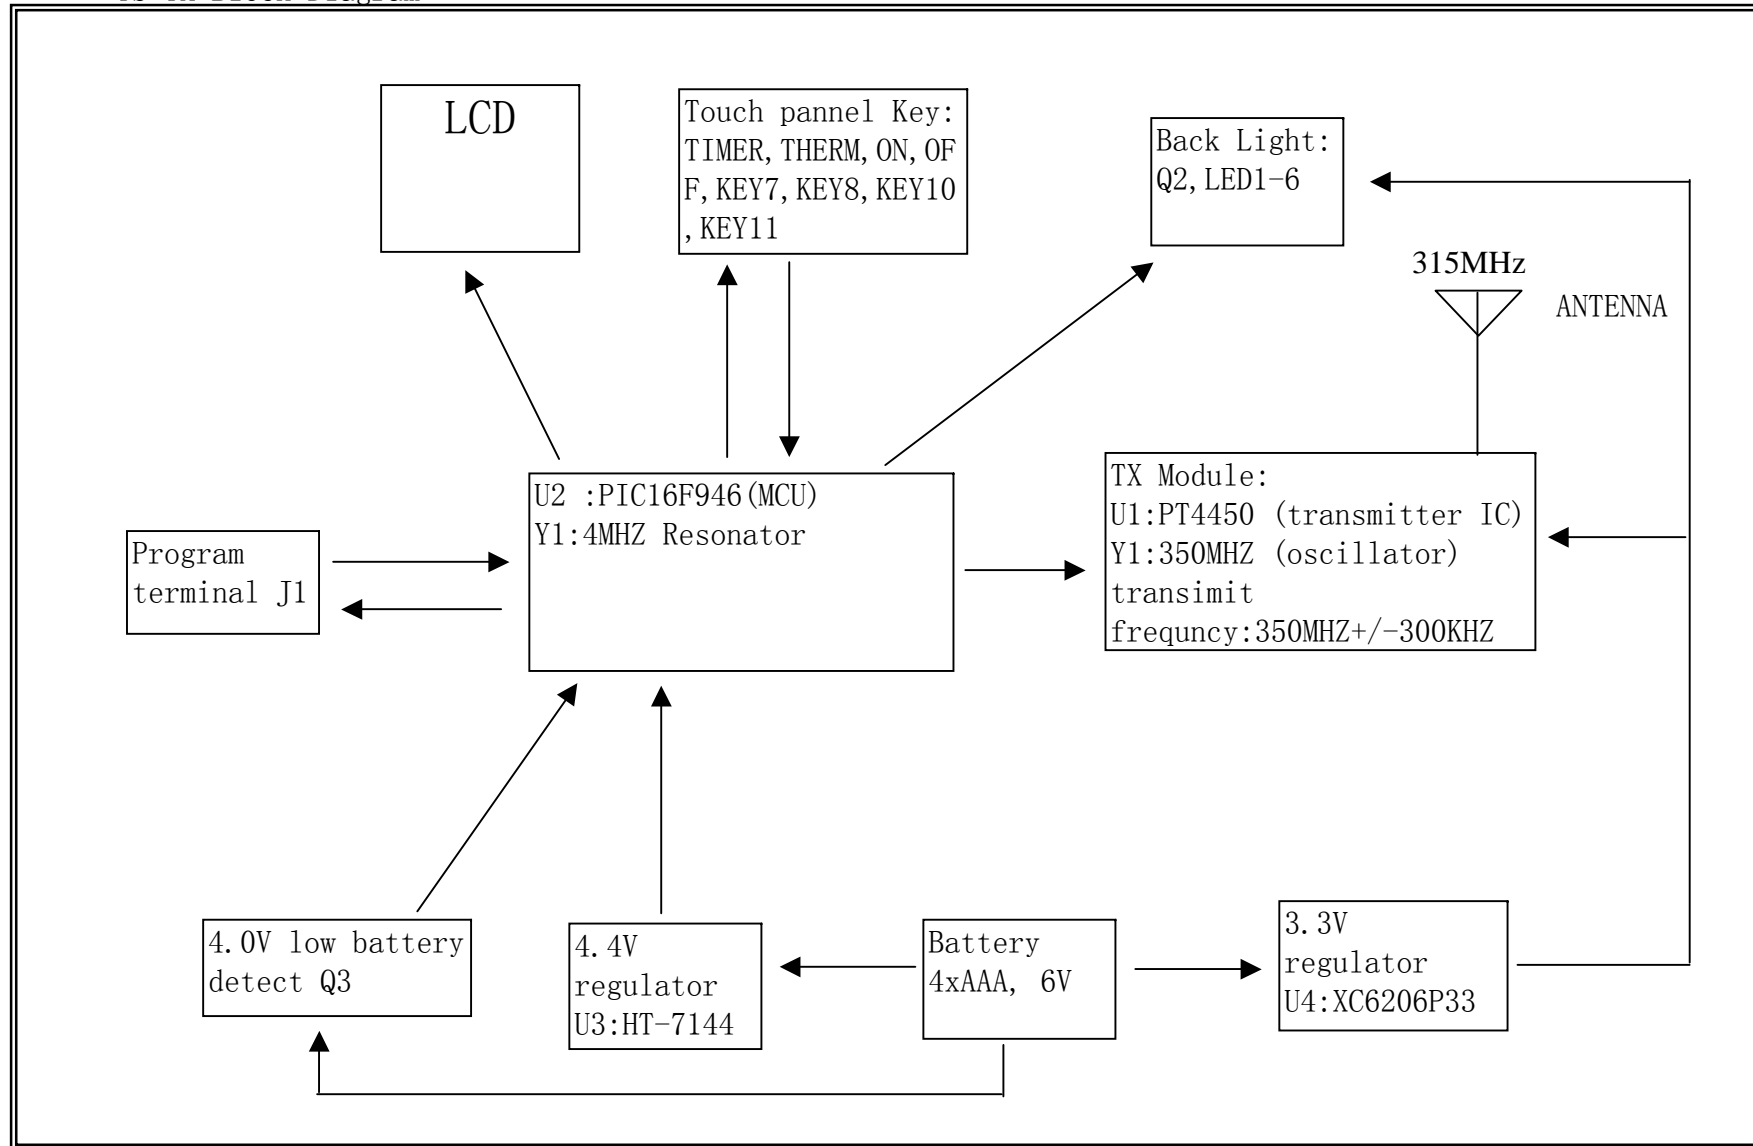 LCD
Touch pannel Key:
TIMER,THERM,ON,OF
F,KEY7,KEY8,KEY10
,KEY11
Back Light:
Q2,LED1-6
315MHz
ANTENNA
U2 :PIC16F946(MCU)
Y1:4MHZ Resonator
TX Module:
U1:PT4450 (transmitter IC)
Y1:350MHZ (oscillator)
transimit
frequncy:350MHZ+/-300KHZ
Program
terminal J1
4.0V low battery
detect Q3
4.4V
regulator
U3:HT-7144
Battery
4xAAA, 6V
3.3V
regulator
U4:XC6206P33